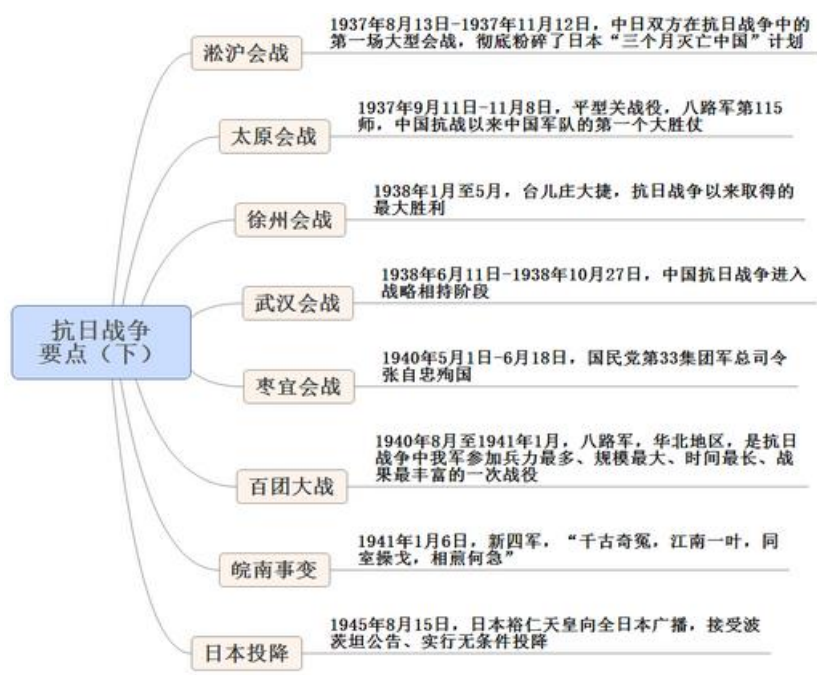 抗日战争
要点（下）
淞沪会战
1937年8月13日-1937年11月12日，中日双方在抗日战争中的
第一场大型会战，彻底粉碎了日本“三个月灭亡中国”计划
太原会战
1937年9月11日-11月8日，平型关战役，八路军第115
师，中国抗战以来中国军队的第一个大胜仗
徐州会战
1938年1月至5月，台儿庄大捷，抗日战争以来取得的
最大胜利
武汉会战
1938年6月11日-1938年10月27日，中国抗日战争进入
战略相持阶段
枣宜会战
1940年5月1日-6月18日，国民党第33集团军总司令
张自忠殉国
百团大战
1940年8月至1941年1月，八路军，华北地区，是抗日
战争中我军参加兵力最多、规模最大、时间最长、战
果最丰富的一次战役
皖南事变
1941年1月6日，新四军，“千古奇冤，江南一叶，同
室操戈，相煎何急”
日本投降
1945年8月15日，日本裕仁天皇向全日本广播，接受波
茨坦公告、实行无条件投降